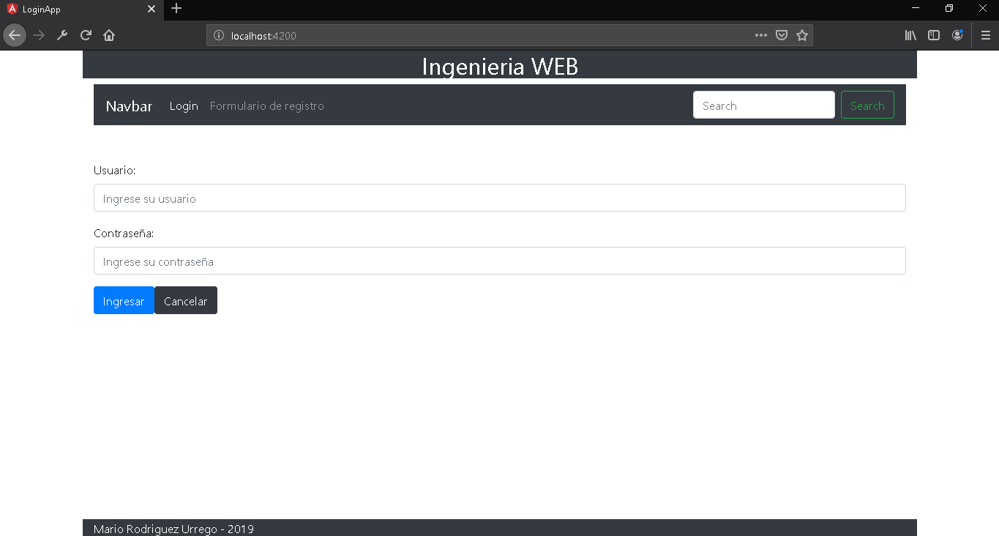 LoginApp
localhost:4200
Ingenieria WEB
Navbar Login Formulario de registro Search Search
Usuario:
Ingrese su usuario
Contraseña:
Ingrese su contraseña
Ingresar Cancelar
Mario Rodriguez Urrego - 2019